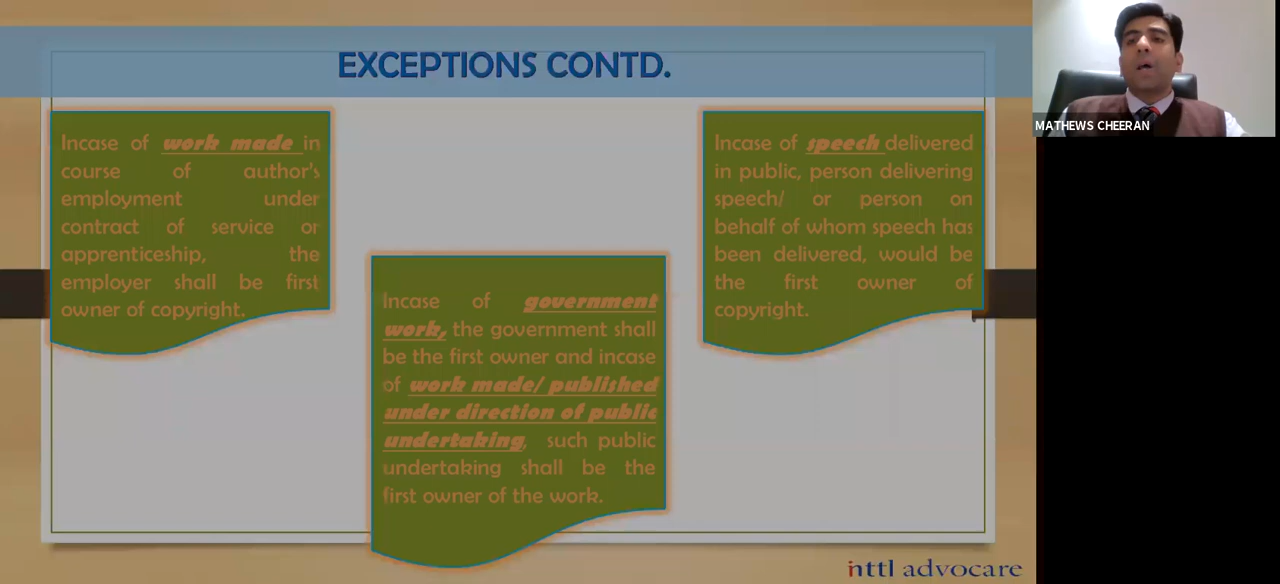 EXCEPTIONS CONTD.
Incase of work made in
course of author's
employment under
contract of service or
apprenticeship, the
employer shall be first
owner of copyright.
Incase of government
work, the government shall
be the first owner and incase
of work made/ published
under direction of public
undertaking, such public
undertaking shall be the
first owner of the work.
Incase of speech delivered
in public, person delivering
speech/ or person on
behalf of whom speech has
been delivered, would be
the first owner of
copyright.
MATHEWS CHEERAN
inttl advocare